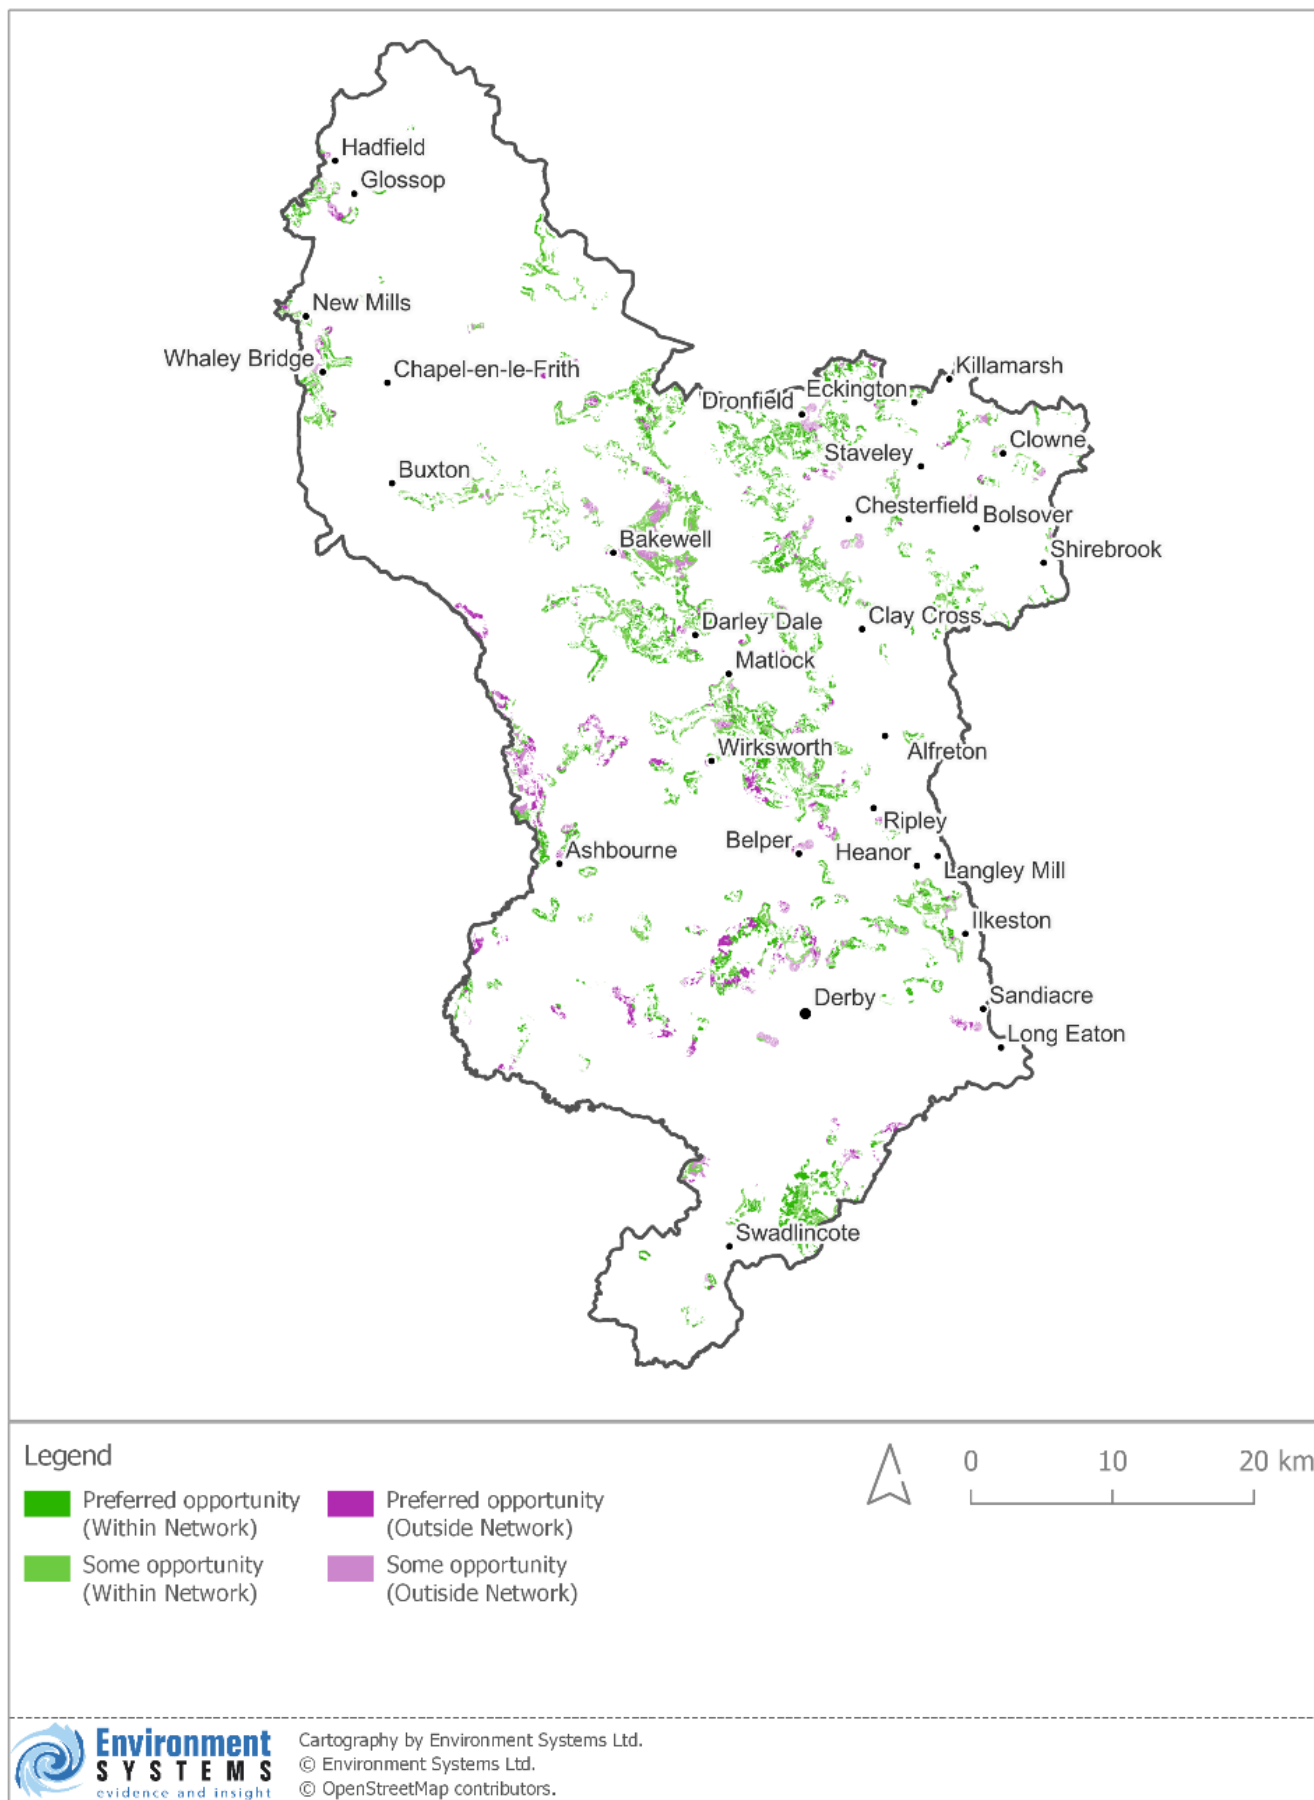 Hadfield
Glossop
New Mills
Whaley Bridge
Chapel-en-le-Frith
Killamarsh
Eckington
Dronfield
Clowne
Staveley
Buxton
Chesterfield
Bolsover
Bakewell
Shirebrook
Darley Dale
Clay Cross
Matlock
Wirksworth
Alfreton
Ripley
Belper
Heanor
Ashbourne
Langley Mill
Ilkeston
Derby
Sandiacre
Long Eaton
Swadlincote
Legend
Preferred opportunity
(Within Network)
Preferred opportunity
(Outside Network)
Some opportunity
(Within Network)
Some opportunity
(Outiside Network)
0 10 20 km
Environment
SYSTEMS
evidence and insight
Cartography by Environment Systems Ltd.
© Environment Systems Ltd.
© OpenStreetMap contributors.